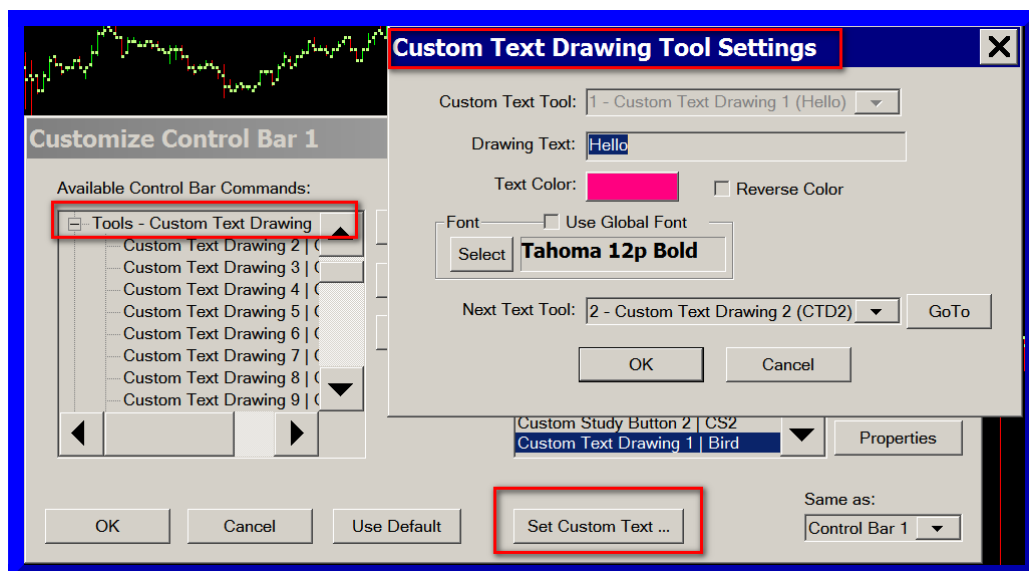 Custom Text Drawing Tool Settings
Custom Text Tool: 1 - Custom Text Drawing 1 (Hello)
Drawing Text: Hello
Text Color: Reverse Color
Font Use Global Font
Select Tahoma 12p Bold
Next Text Tool: 2 - Custom Text Drawing 2 (CTD2) GoTo
OK Cancel
Customize Control Bar 1
Available Control Bar Commands:
Tools - Custom Text Drawing
Custom Text Drawing 2 | C
Custom Text Drawing 3 | C
Custom Text Drawing 4 | C
Custom Text Drawing 5 | C
Custom Text Drawing 6 | C
Custom Text Drawing 7 | C
Custom Text Drawing 8 | C
Custom Text Drawing 9 | C
Custom Study Button 2 | CS2
Custom Text Drawing 1 | Bird
Properties
Same as:
OK Cancel Use Default Set Custom Text ... Control Bar 1